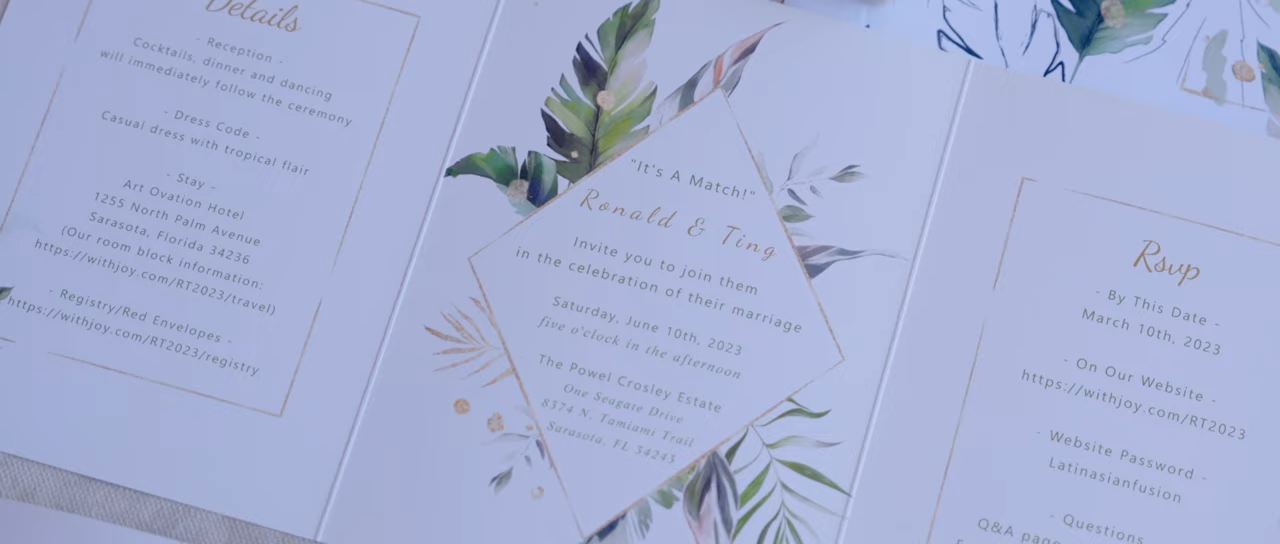 Details
- Reception -
Cocktails, dinner and dancing
will immediately follow the ceremony
- Dress Code -
Casual dress with tropical flair
- Stay -
Art Ovation Hotel
1255 North Palm Avenue
Sarasota, Florida 34236
(Our room block information:
https://withjoy.com/RT2023/travel)
- Registry/Red Envelopes -
https://withjoy.com/RT2023/registry
"It's A Match!"
Ronald & Ting
Invite you to join them
in the celebration of their marriage
Saturday, June 10th, 2023
five o'clock in the afternoon
The Powel Crosley Estate
One Seagate Drive
8374 N. Tamiami Trail
Sarasota, FL 34243
Rsvp
- By This Date -
March 10th, 2023
- On Our Website -
https://withjoy.com/RT2023
- Website Password -
Latinasianfusion
- Questions
Q&A page